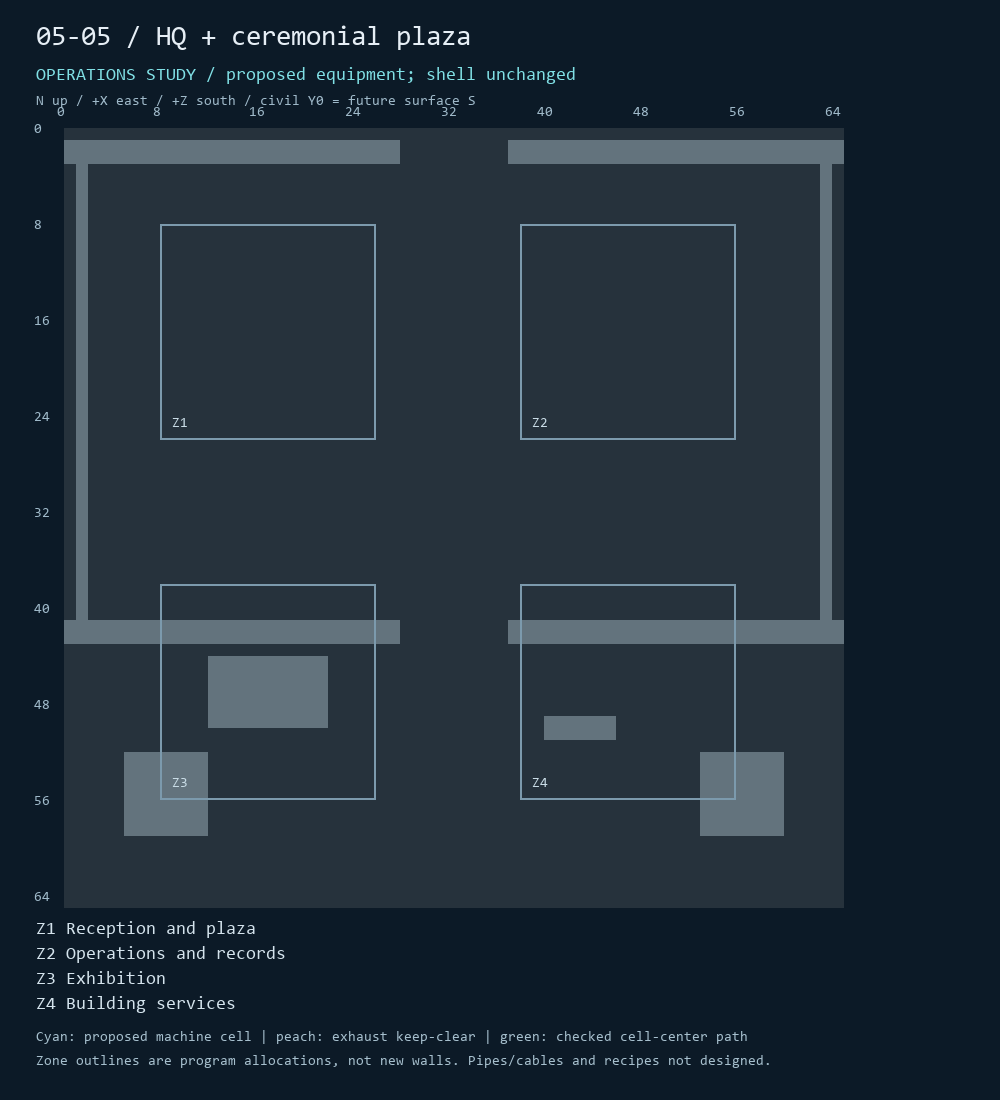 05-05 / HQ + ceremonial plaza
OPERATIONS STUDY / proposed equipment; shell unchanged
N up / +X east / +Z south / civil Y0 = future surface S
0 8 16 24 32 40 48 56 64
0
8
16
24
Z1 Z2
32
40
48
Z3 Z4
56
64
Z1 Reception and plaza
Z2 Operations and records
Z3 Exhibition
Z4 Building services
Cyan: proposed machine cell | peach: exhaust keep-clear | green: checked cell-center path
Zone outlines are program allocations, not new walls. Pipes/cables and recipes not designed.